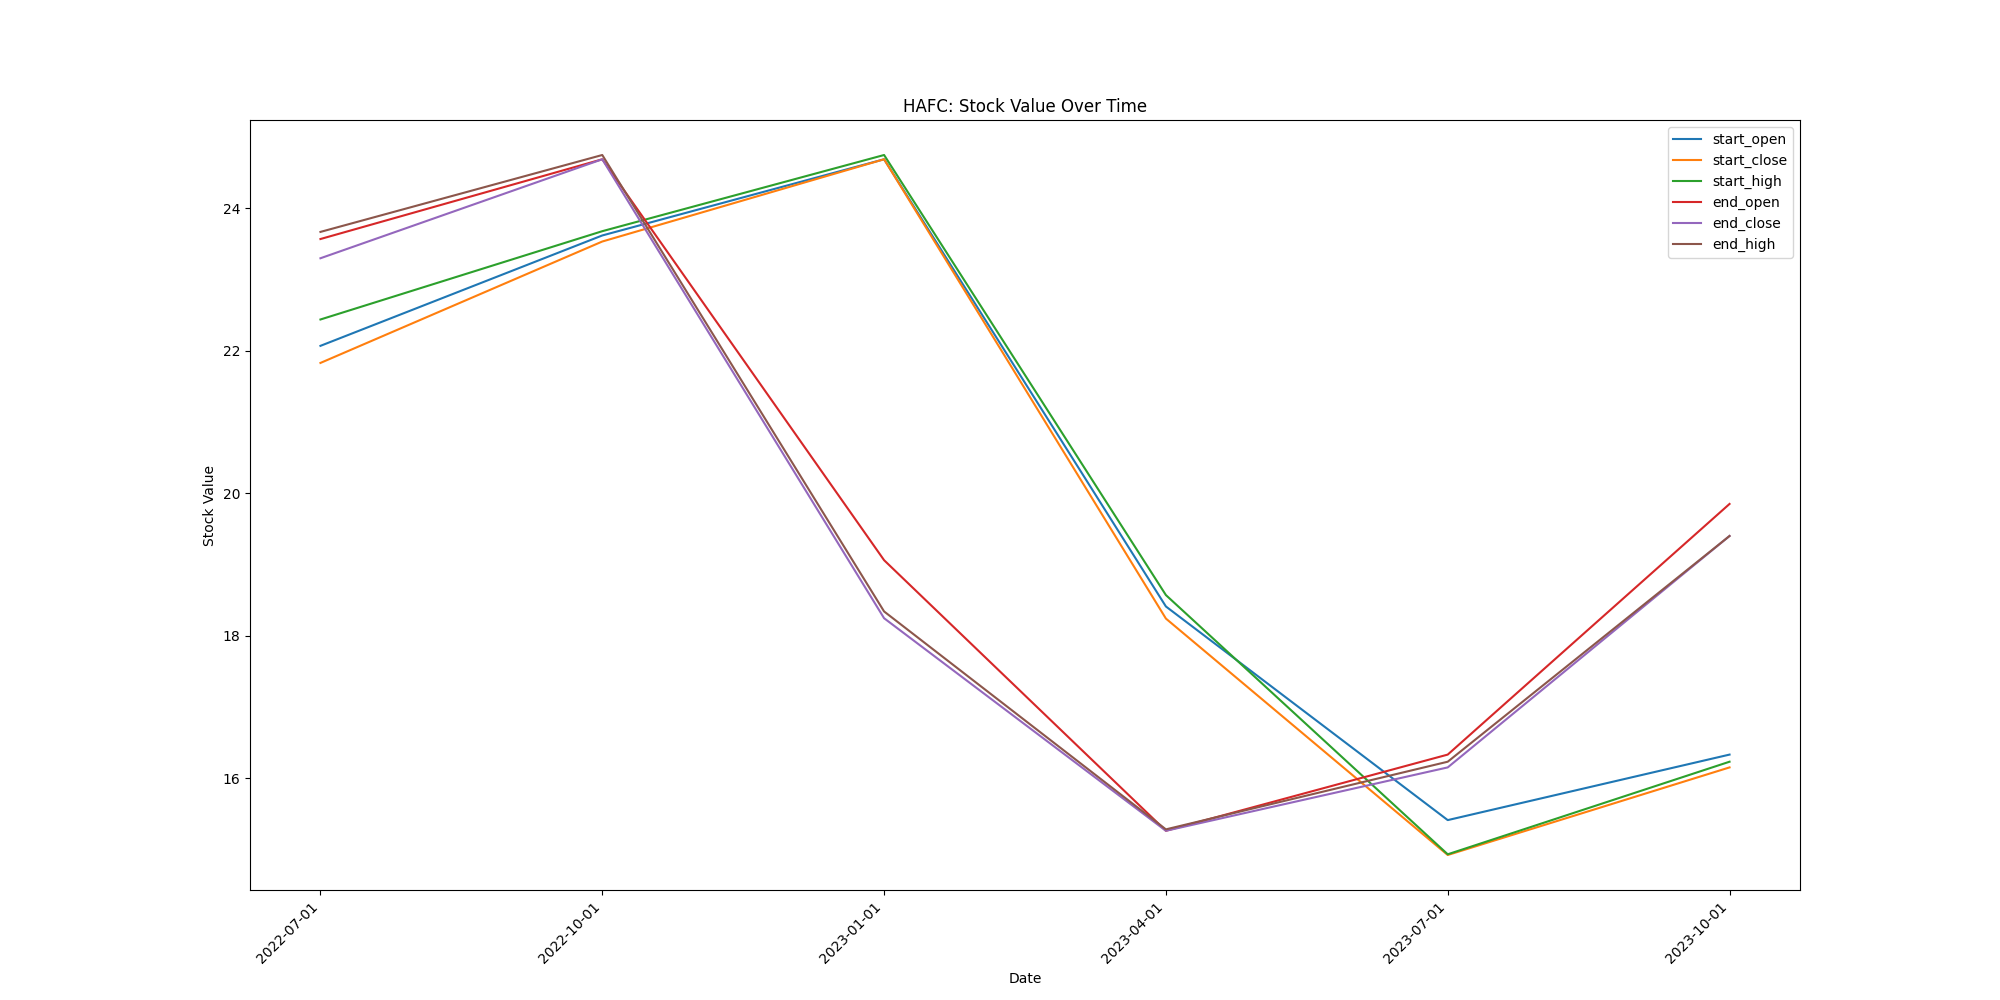 HAFC: Stock Value Over Time
start_open
start_close
start_high
end_open
end_close
end_high
Stock Value
24
22
20
18
16
2022-07-01
2022-10-01
2023-01-01
2023-04-01
2023-07-01
2023-10-01
Date